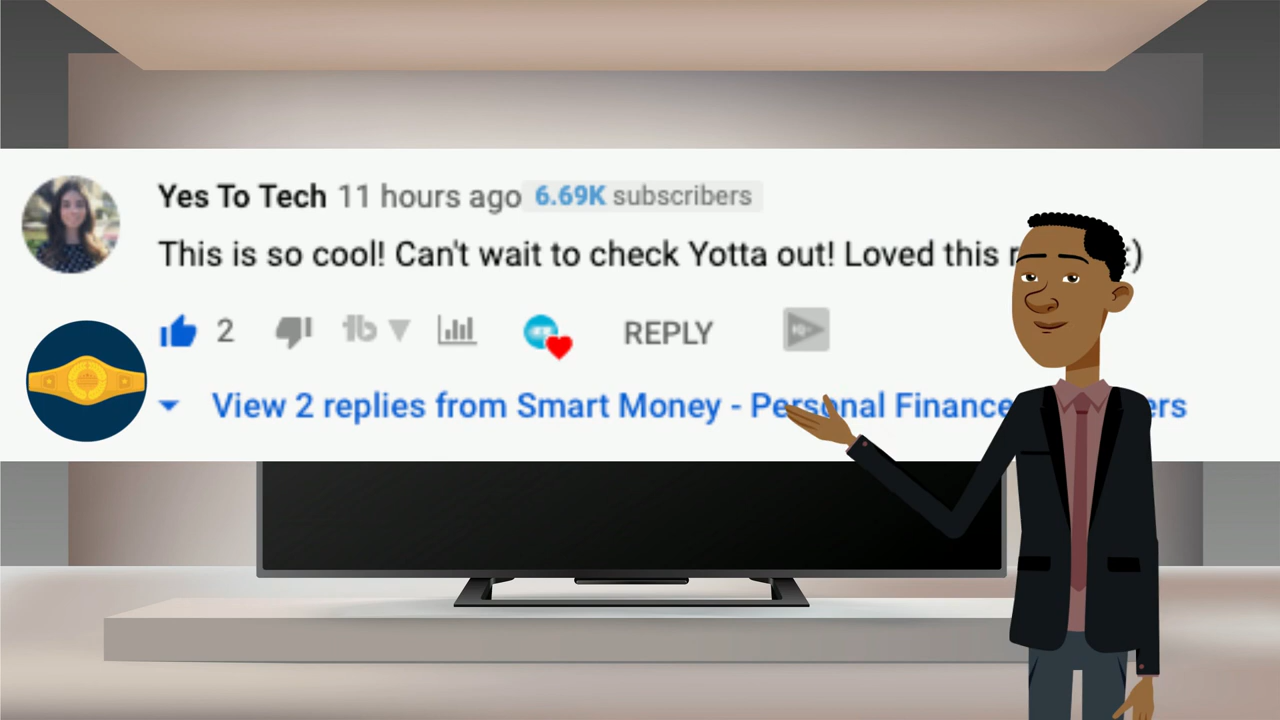 Yes To Tech 11 hours ago 6.69K subscribers
This is so cool! Can't wait to check Yotta out! Loved this :)
2 REPLY
View 2 replies from Smart Money - Personal Finance